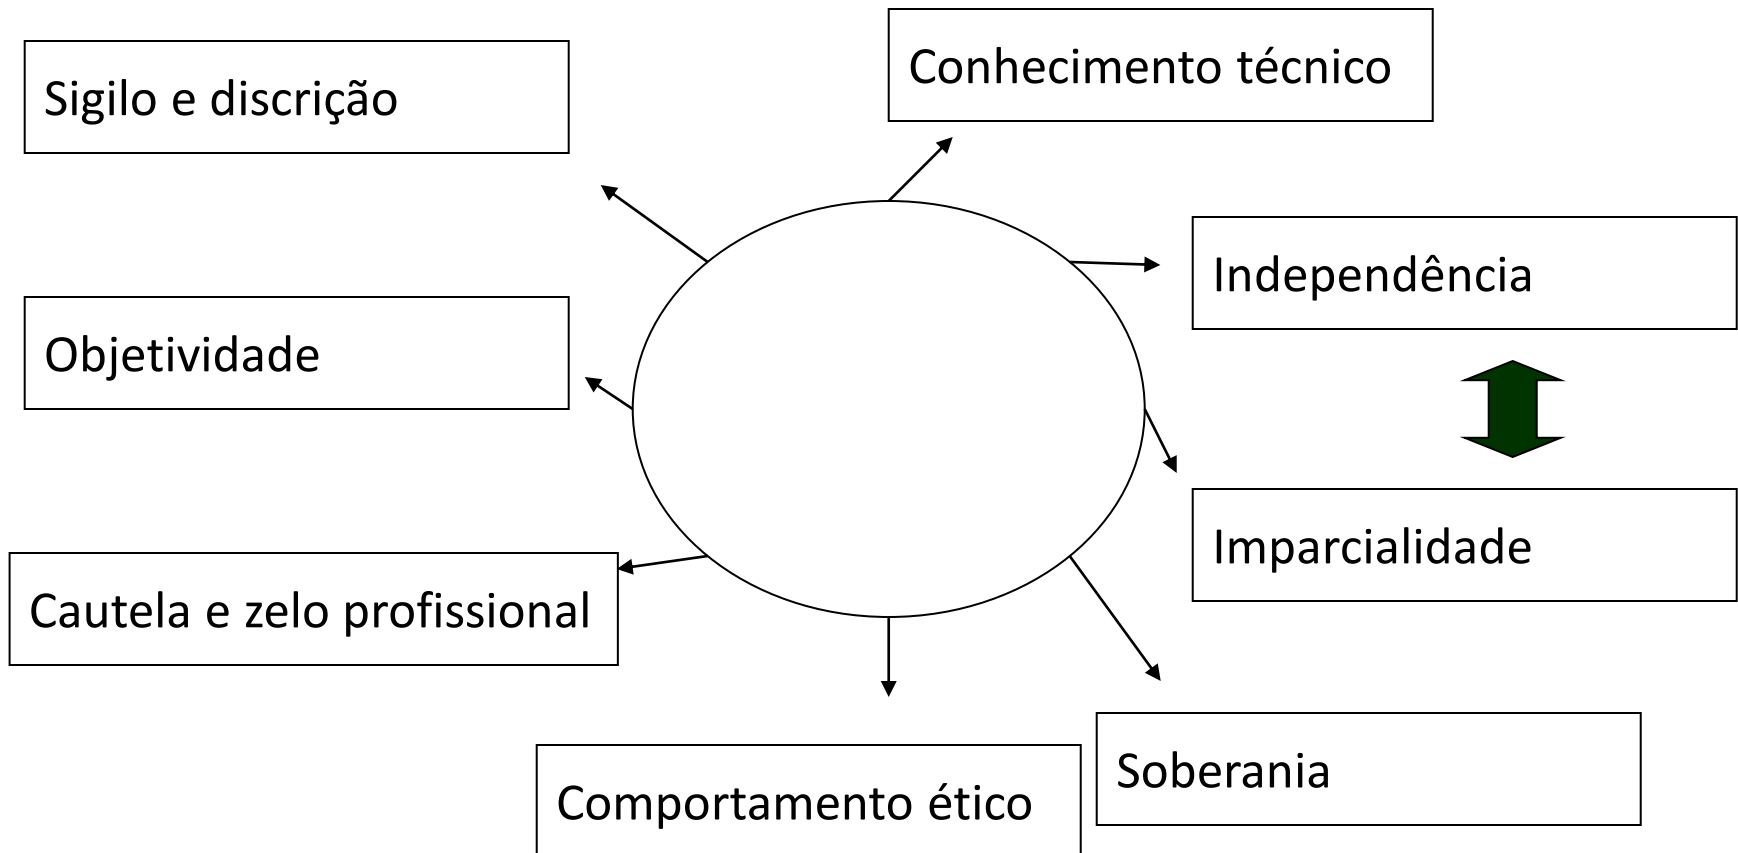 Conhecimento técnico
Sigilo e discrição
Independência
Objetividade
Imparcialidade
Cautela e zelo profissional
Soberania
Comportamento ético